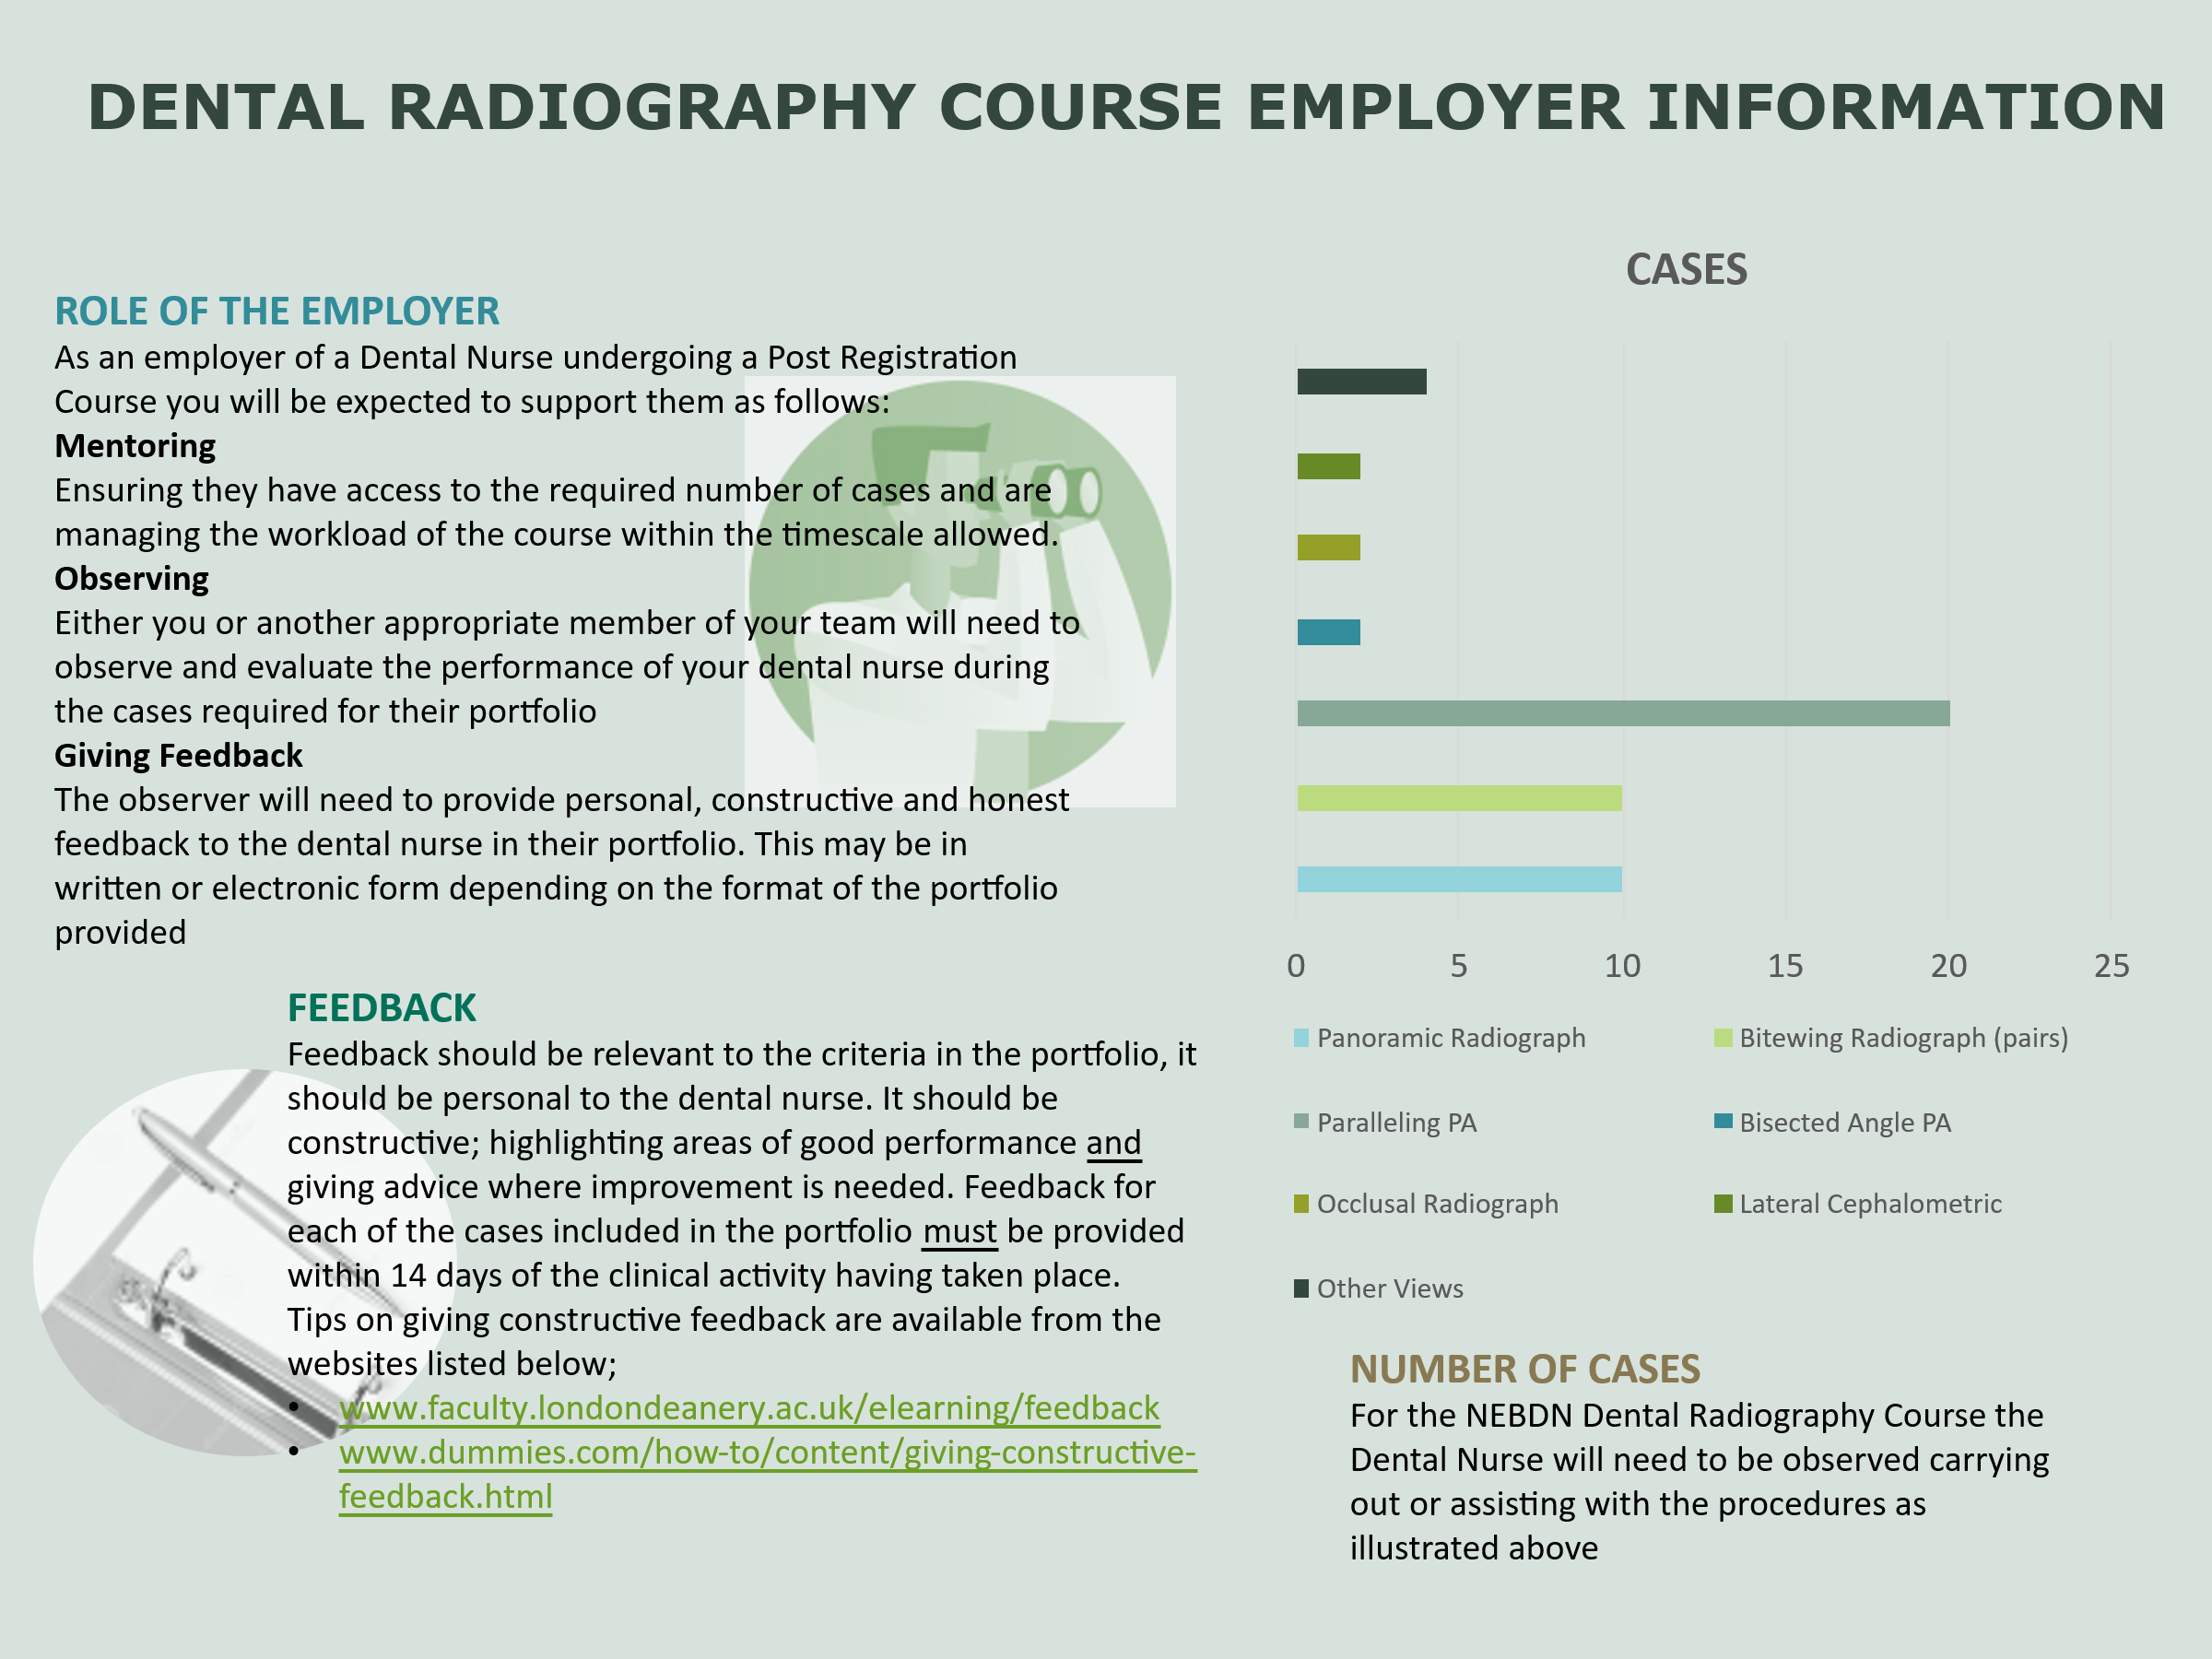 DENTAL RADIOGRAPHY COURSE EMPLOYER INFORMATION
ROLE OF THE EMPLOYER
As an employer of a Dental Nurse undergoing a Post Registration
Course you will be expected to support them as follows:
Mentoring
Ensuring they have access to the required number of cases and are
managing the workload of the course within the timescale allowed.
Observing
Either you or another appropriate member of your team will need to
observe and evaluate the performance of your dental nurse during
the cases required for their portfolio
Giving Feedback
The observer will need to provide personal, constructive and honest
feedback to the dental nurse in their portfolio. This may be in
written or electronic form depending on the format of the portfolio
provided
FEEDBACK
Feedback should be relevant to the criteria in the portfolio, it
should be personal to the dental nurse. It should be
constructive; highlighting areas of good performance and
giving advice where improvement is needed. Feedback for
each of the cases included in the portfolio must be provided
within 14 days of the clinical activity having taken place.
Tips on giving constructive feedback are available from the
websites listed below;
• www.faculty.londondeanery.ac.uk/elearning/feedback
• www.dummies.com/how-to/content/giving-constructive-
feedback.html
CASES
0 5 10 15 20 25
Panoramic Radiograph Bitewing Radiograph (pairs)
Paralleling PA Bisected Angle PA
Occlusal Radiograph Lateral Cephalometric
Other Views
NUMBER OF CASES
For the NEBDN Dental Radiography Course the
Dental Nurse will need to be observed carrying
out or assisting with the procedures as
illustrated above